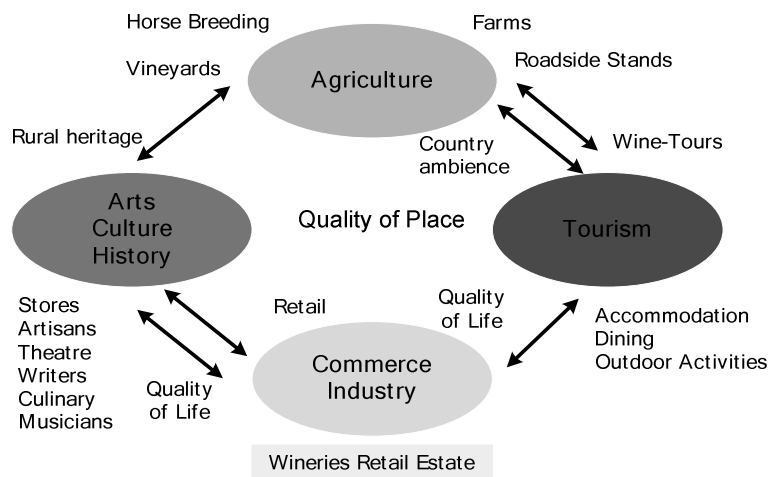 Horse Breeding
Farms
Agriculture
Vineyards
Roadside Stands
Rural heritage
Country
ambience
Wine-Tours
Arts
Culture
History
Quality of Place
Tourism
Stores
Artisans
Theatre
Writers
Culinary
Musicians
Quality
of Life
Retail
Quality
of Life
Commerce
Industry
Accommodation
Dining
Outdoor Activities
Wineries Retail Estate